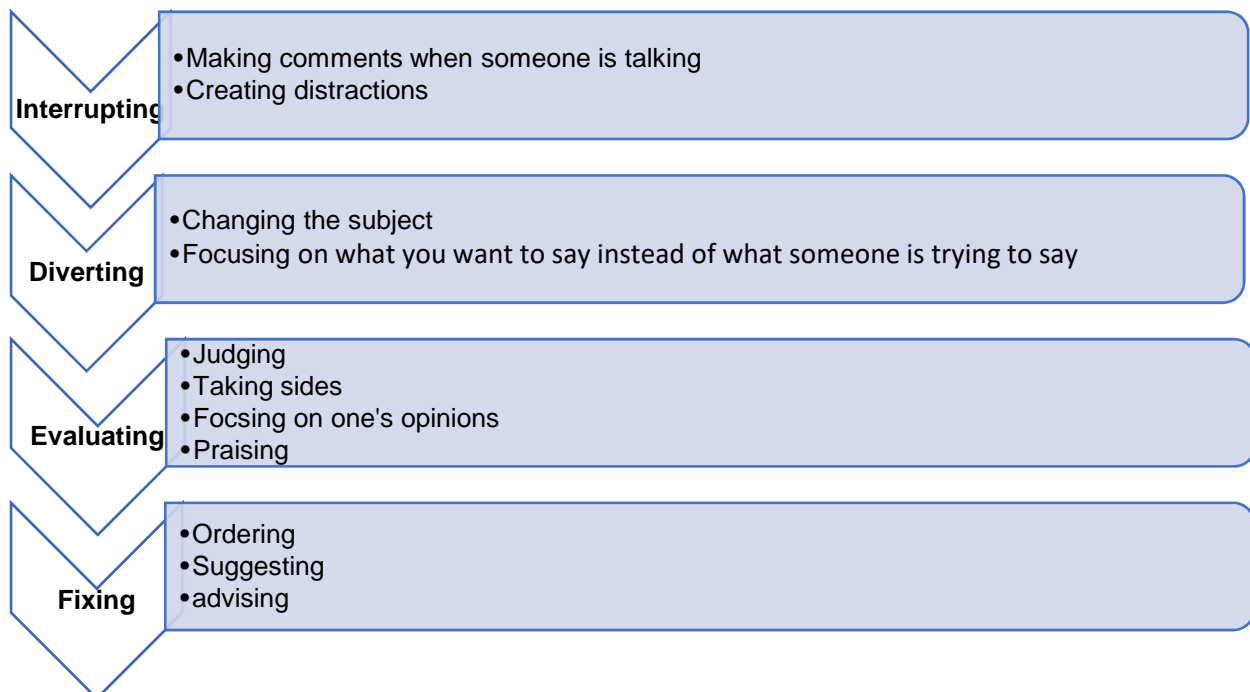 Interrupting
•Making comments when someone is talking
•Creating distractions
Diverting
•Changing the subject
•Focusing on what you want to say instead of what someone is trying to say
Evaluating
•Judging
•Taking sides
•Focsing on one's opinions
•Praising
Fixing
•Ordering
•Suggesting
•advising